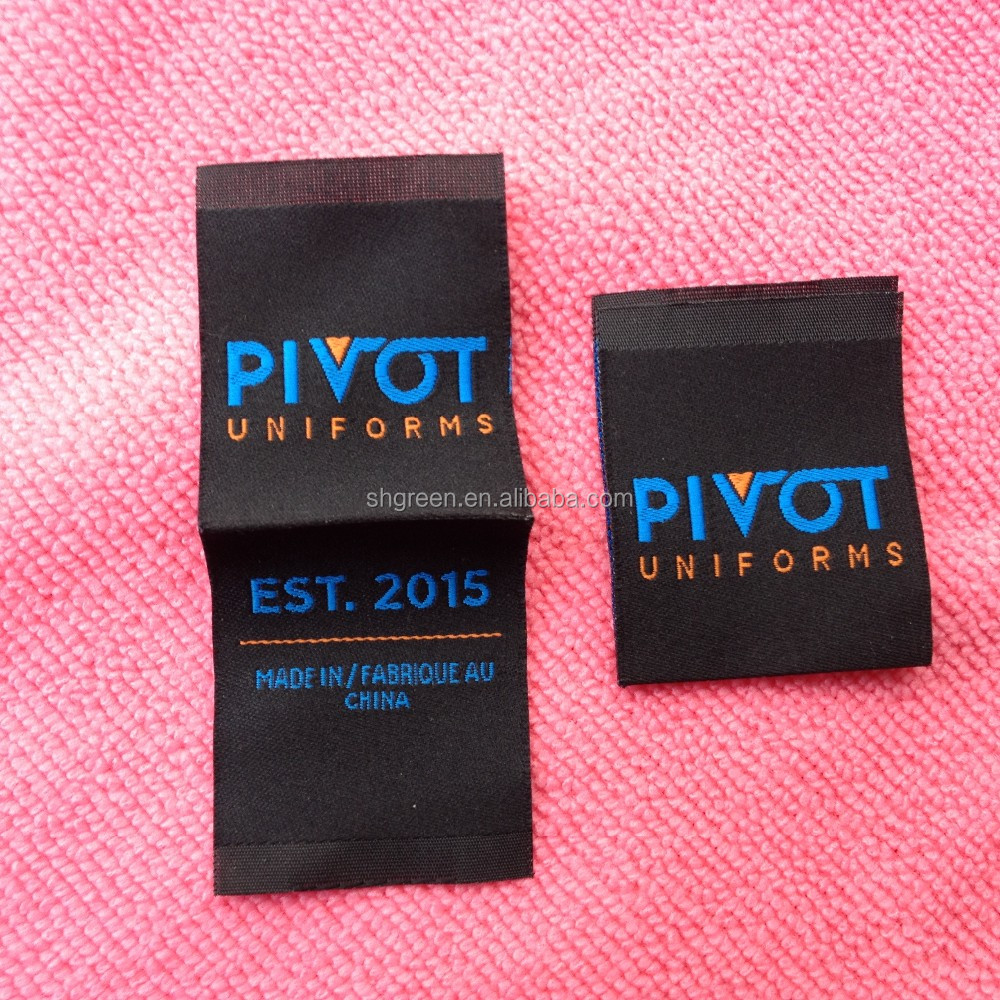 PIVOT
UNIFORMS
EST. 2015
MADE IN/FABRIQUE AU
CHINA
PIVOT
UNIFORMS
shgreen.en.alibaba.com